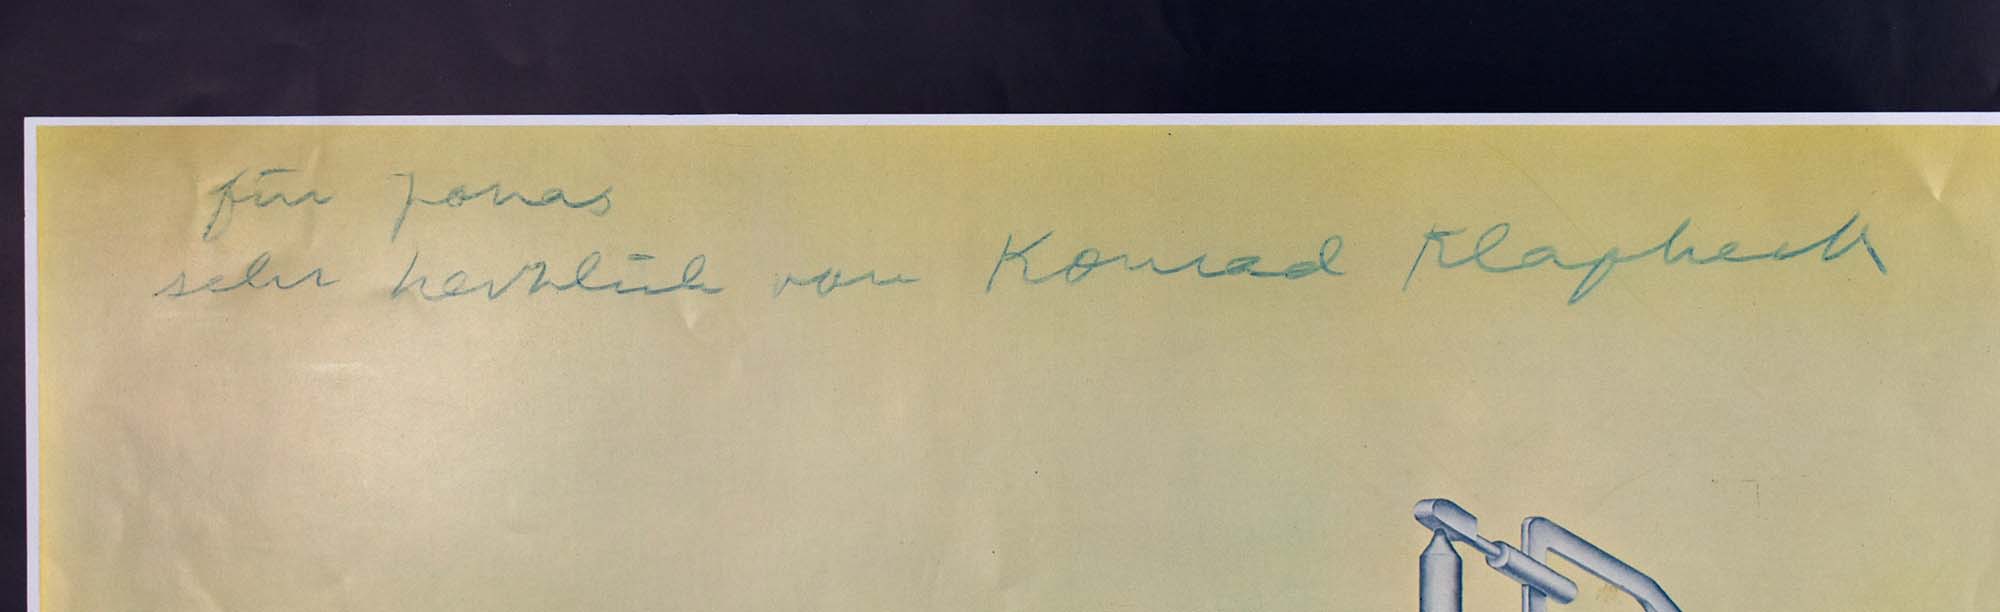 für Jonas
sehr herzlich von Konrad Klapheck